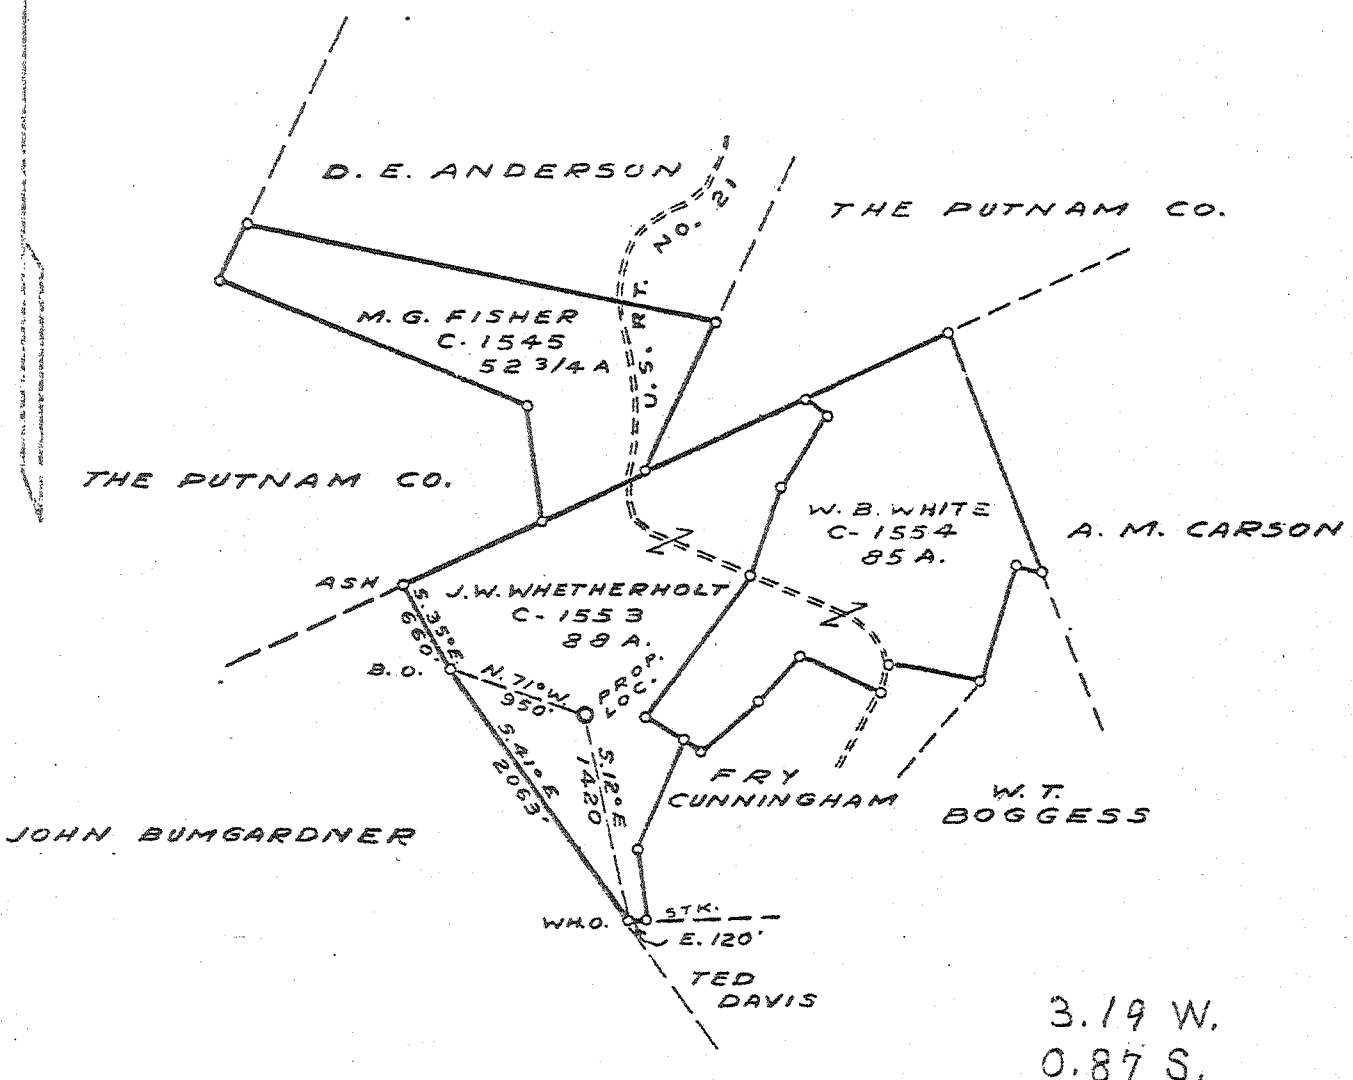 D. E. ANDERSON
U.S. RT. NO. 21
THE PUTNAM CO.
M. G. FISHER
C-1545
52 3/4 A
THE PUTNAM CO.
W. B. WHITE
C-1554
85 A.
A. M. CARSON
ASH
J.W. WHETHERHOLT
C-1553
88 A.
S. 35° E.
660'
B.O.
N. 71° W.
950'
PROP.
LOC.
S. 41° E.
2063'
S. 12° E
1420
FRY
CUNNINGHAM
W. T.
BOGGESS
JOHN BUMGARDNER
WH.O.
STK.
E. 120'
TED
DAVIS
3.19 W.
0.87 S.